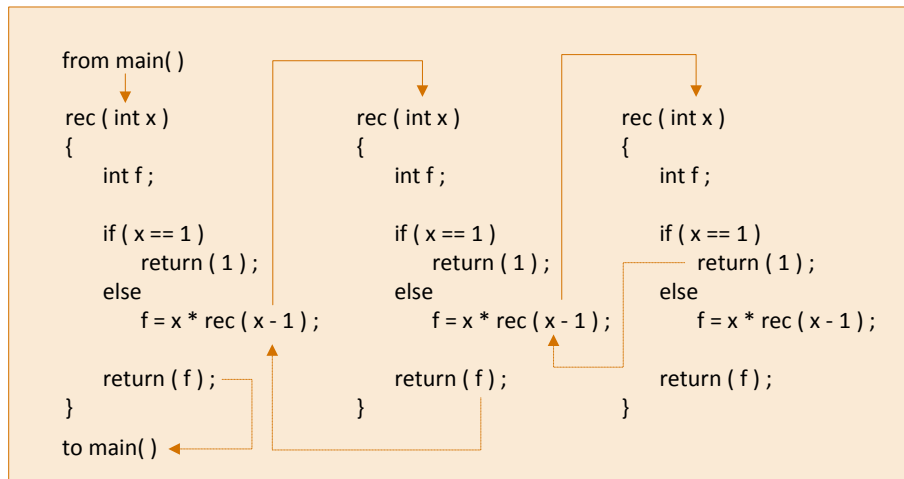 from main( )
rec ( int x )
{
int f ;
if ( x == 1 )
return ( 1 ) ;
else
f = x * rec ( x - 1 ) ;
return ( f ) ;
}
to main( )
rec ( int x )
{
int f ;
if ( x == 1 )
return ( 1 ) ;
else
f = x * rec ( x - 1 ) ;
return ( f ) ;
}
rec ( int x )
{
int f ;
if ( x == 1 )
return ( 1 ) ;
else
f = x * rec ( x - 1 ) ;
return ( f ) ;
}